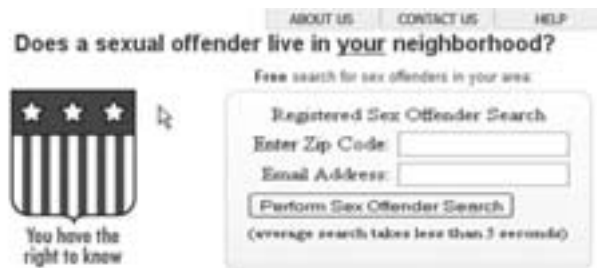 ABOUT US CONTACT US HELP
Does a sexual offender live in your neighborhood?
Free search for sex offenders in your area:
Registered Sex Offender Search
Enter Zip Code:
Email Address:
Perform Sex Offender Search
(average search takes less than 5 seconds)
You have the
right to know